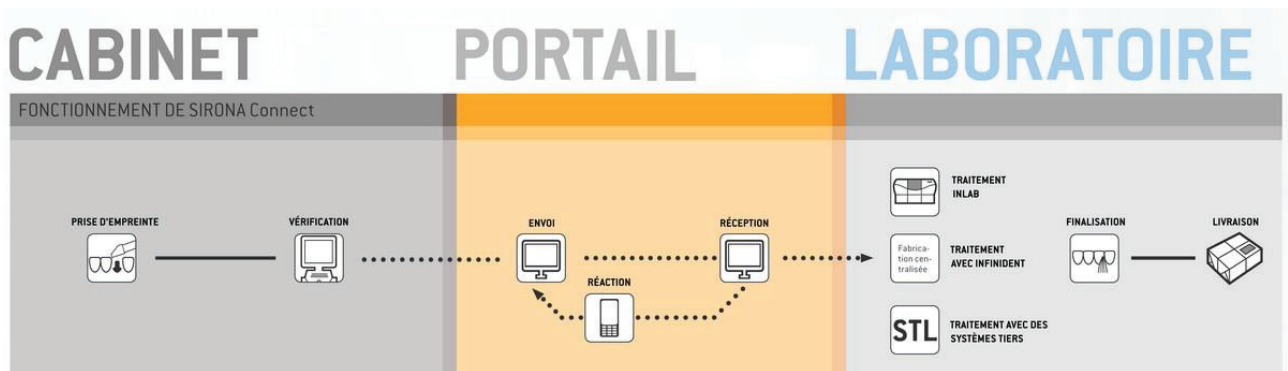 CABINET
PORTAIL
LABORATOIRE
FONCTIONNEMENT DE SIRONA Connect
PRISE D'EMPREINTE
VÉRIFICATION
ENVOI
RÉCEPTION
RÉACTION
TRAITEMENT
INLAB
Fabrica-
tion cen-
tralisée
TRAITEMENT
AVEC INFINIDENT
STL
TRAITEMENT AVEC DES
SYSTÈMES TIERS
FINALISATION
LIVRAISON